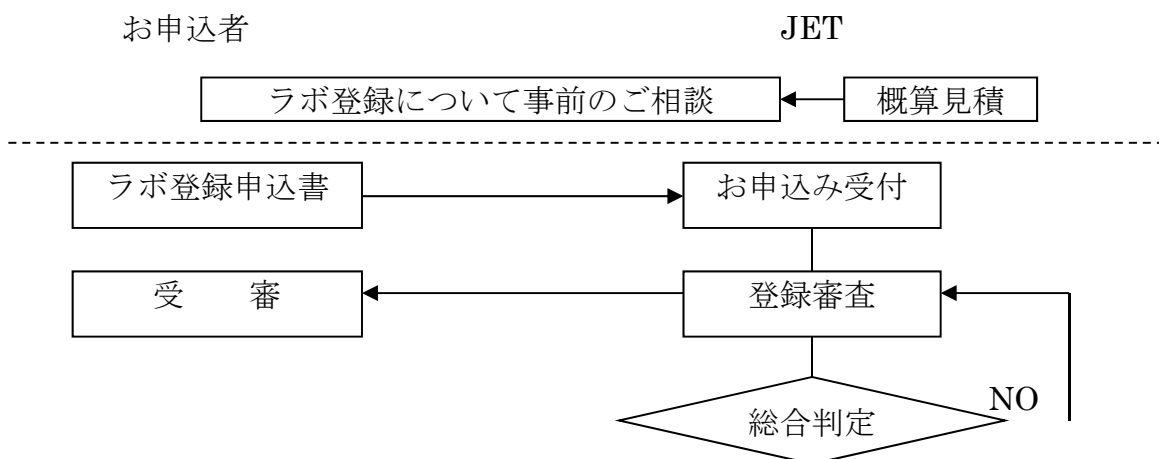 お申込者 JET
ラボ登録について事前のご相談 概算見積
ラボ登録申込書 お申込み受付
受　　審 登録審査
NO
総合判定